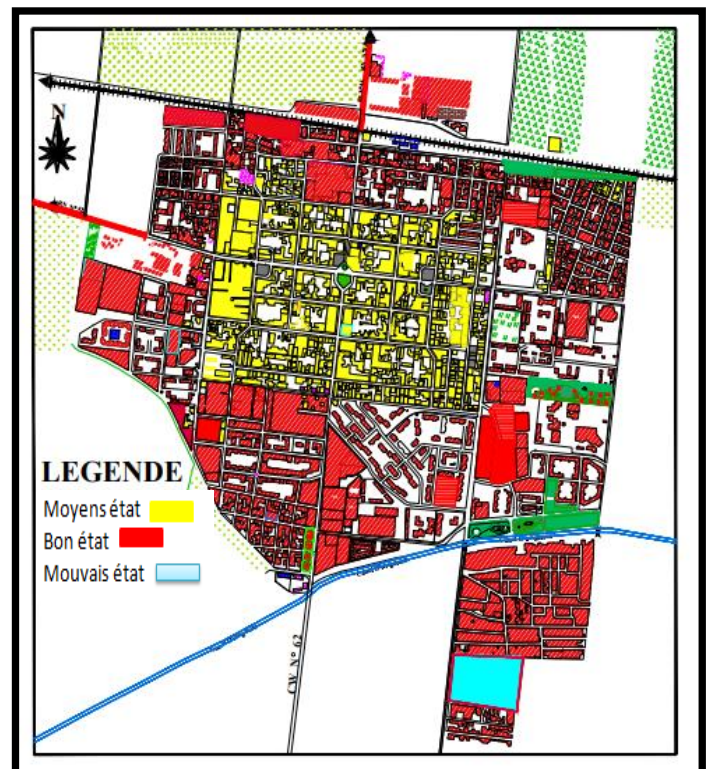 N
LEGENDE
Moyens état
Bon état
Mouvais état
CW N° 62